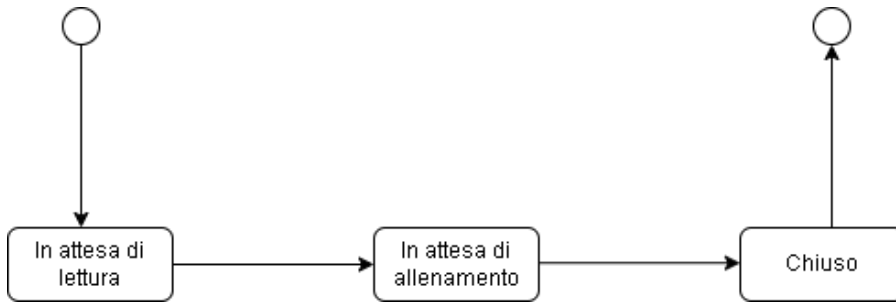 In attesa di
lettura
In attesa di
allenamento
Chiuso